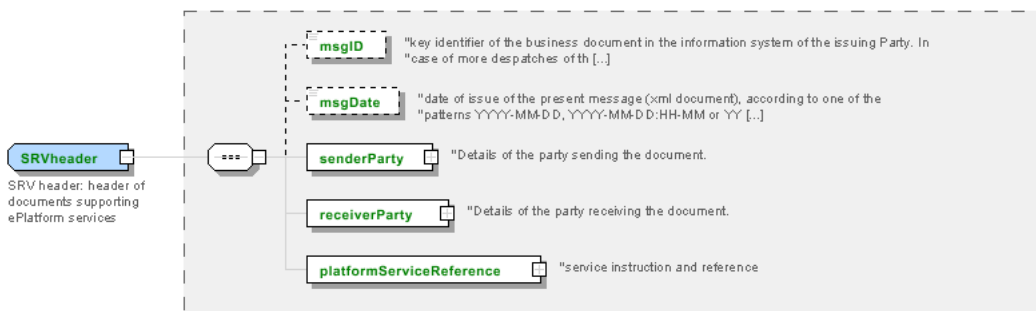 msgID
"key identifier of the business document in the information system of the issuing Party. In
"case of more despatches of th [...]
msgDate
"date of issue of the present message (xml document), according to one of the
"patterns YYYY-MM-DD, YYYY-MM-DD:HH-MM or YY [...]
SRVheader
SRV header: header of
documents supporting
ePlatform services
senderParty
"Details of the party sending the document.
receiverParty
"Details of the party receiving the document.
platformServiceReference
"service instruction and reference